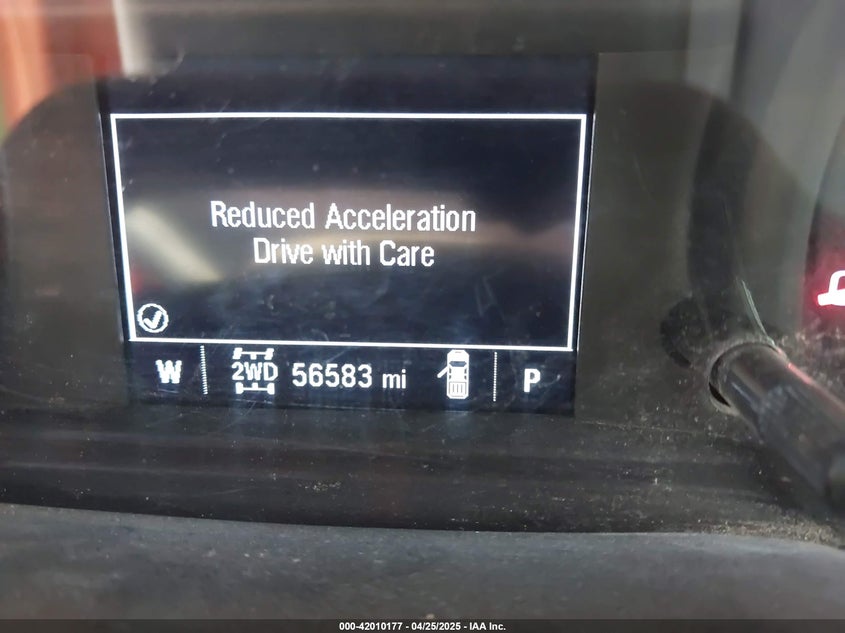 Reduced Acceleration
Drive with Care
W 2WD 56583 mi P
000-42010177 - 04/25/2025 - IAA Inc.